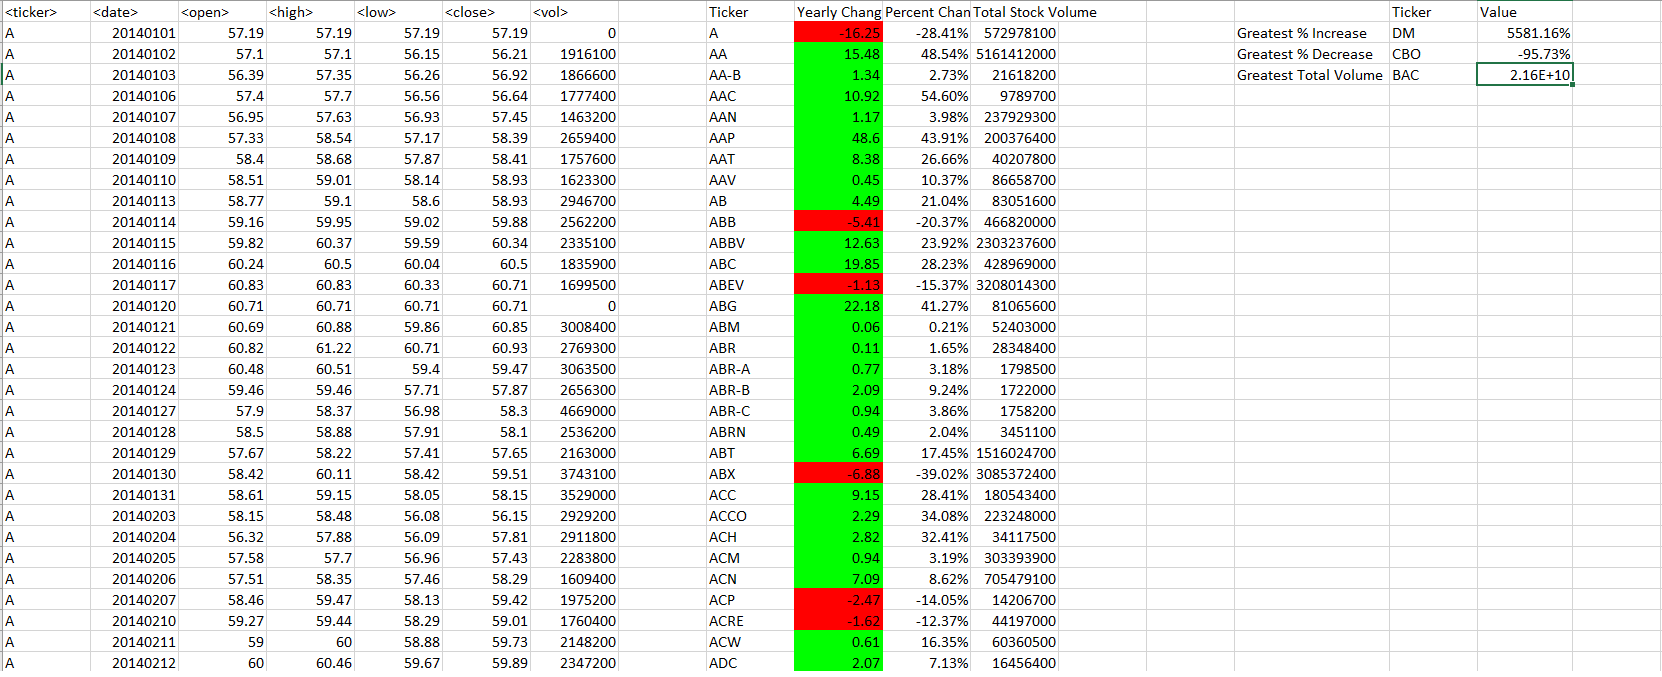 <ticker> <date> <open> <high> <low> <close> <vol> Ticker Yearly Chang Percent Chan Total Stock Volume Ticker Value
A 20140101 57.19 57.19 57.19 57.19 0 A -16.25 -28.41% 572978100 Greatest % Increase DM 5581.16%
A 20140102 57.1 57.1 56.15 56.21 1916100 AA 15.48 48.54% 5161412000 Greatest % Decrease CBO -95.73%
A 20140103 56.39 57.35 56.26 56.92 1866600 AA-B 1.34 2.73% 21618200 Greatest Total Volume BAC 2.16E+10
A 20140106 57.4 57.7 56.56 56.64 1777400 AAC 10.92 54.60% 9789700
A 20140107 56.95 57.63 56.93 57.45 1463200 AAN 1.17 3.98% 237929300
A 20140108 57.33 58.54 57.17 58.39 2659400 AAP 48.6 43.91% 200376400
A 20140109 58.4 58.68 57.87 58.41 1757600 AAT 8.38 26.66% 40207800
A 20140110 58.51 59.01 58.14 58.93 1623300 AAV 0.45 10.37% 86658700
A 20140113 58.77 59.1 58.6 58.93 2946700 AB 4.49 21.04% 83051600
A 20140114 59.16 59.95 59.02 59.88 2562200 ABB -5.41 -20.37% 466820000
A 20140115 59.82 60.37 59.59 60.34 2335100 ABBV 12.63 23.92% 2303237600
A 20140116 60.24 60.5 60.04 60.5 1835900 ABC 19.85 28.23% 428969000
A 20140117 60.83 60.83 60.33 60.71 1699500 ABEV -1.13 -15.37% 3208014300
A 20140120 60.71 60.71 60.71 60.71 0 ABG 22.18 41.27% 81065600
A 20140121 60.69 60.88 59.86 60.85 3008400 ABM 0.06 0.21% 52403000
A 20140122 60.82 61.22 60.71 60.93 2769300 ABR 0.11 1.65% 28348400
A 20140123 60.48 60.51 59.4 59.47 3063500 ABR-A 0.77 3.18% 1798500
A 20140124 59.46 59.46 57.71 57.87 2656300 ABR-B 2.09 9.24% 1722000
A 20140127 57.9 58.37 56.98 58.3 4669000 ABR-C 0.94 3.86% 1758200
A 20140128 58.5 58.88 57.91 58.1 2536200 ABRN 0.49 2.04% 3451100
A 20140129 57.67 58.22 57.41 57.65 2163000 ABT 6.69 17.45% 1516024700
A 20140130 58.42 60.11 58.42 59.51 3743100 ABX -6.88 -39.02% 3085372400
A 20140131 58.61 59.15 58.05 58.15 3529000 ACC 9.15 28.41% 180543400
A 20140203 58.15 58.48 56.08 56.15 2929200 ACCO 2.29 34.08% 223248000
A 20140204 56.32 57.88 56.09 57.81 2911800 ACH 2.82 32.41% 34117500
A 20140205 57.58 57.7 56.96 57.43 2283800 ACM 0.94 3.19% 303393900
A 20140206 57.51 58.35 57.46 58.29 1609400 ACN 7.09 8.62% 705479100
A 20140207 58.46 59.47 58.13 59.42 1975200 ACP -2.47 -14.05% 14206700
A 20140210 59.27 59.44 58.29 59.01 1760400 ACRE -1.62 -12.37% 44197000
A 20140211 59 60 58.88 59.73 2148200 ACW 0.61 16.35% 60360500
A 20140212 60 60.46 59.67 59.89 2347200 ADC 2.07 7.13% 16456400